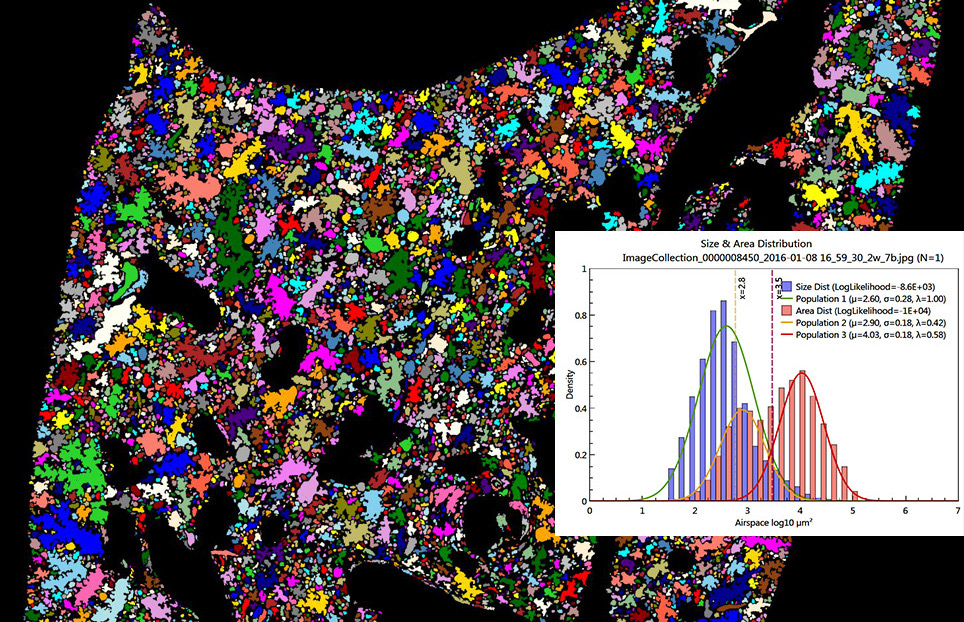 Size & Area Distribution
ImageCollection_0000008450_2016-01-08 16_59_30_2w_7b.jpg (N=1)
1
0.8
0.6
0.4
0.2
0
Density
x=2.8
x=3.5
Size Dist (LogLikelihood=-8.6E+03)
Population 1 (μ=2.60, σ=0.28, λ=1.00)
Area Dist (LogLikelihood=-1E+04)
Population 2 (μ=2.90, σ=0.18, λ=0.42)
Population 3 (μ=4.03, σ=0.18, λ=0.58)
0 1 2 3 4 5 6 7
Airspace log10 μm²